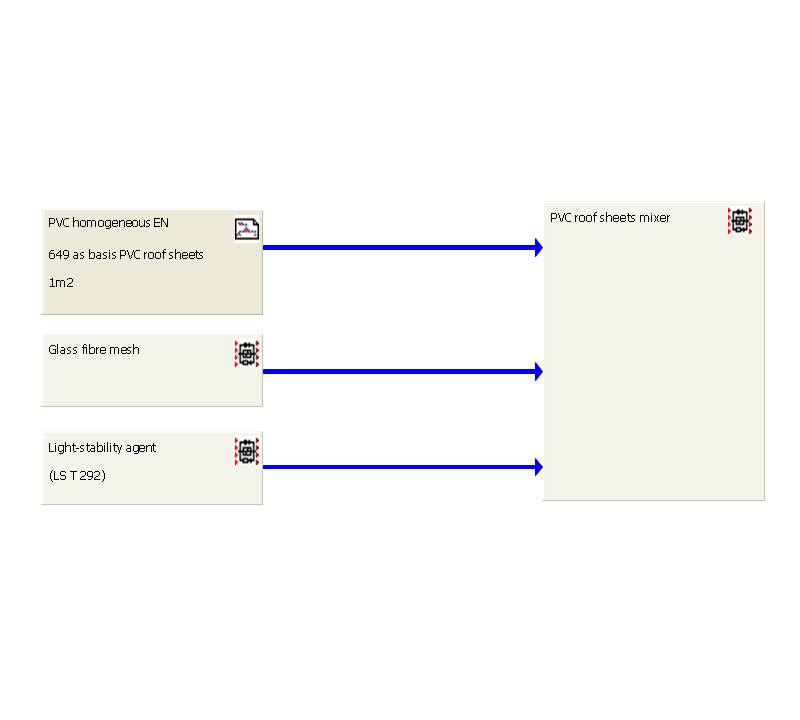 PVC homogeneous EN
649 as basis PVC roof sheets
1m2
Glass fibre mesh
Light-stability agent
(LS T 292)
PVC roof sheets mixer